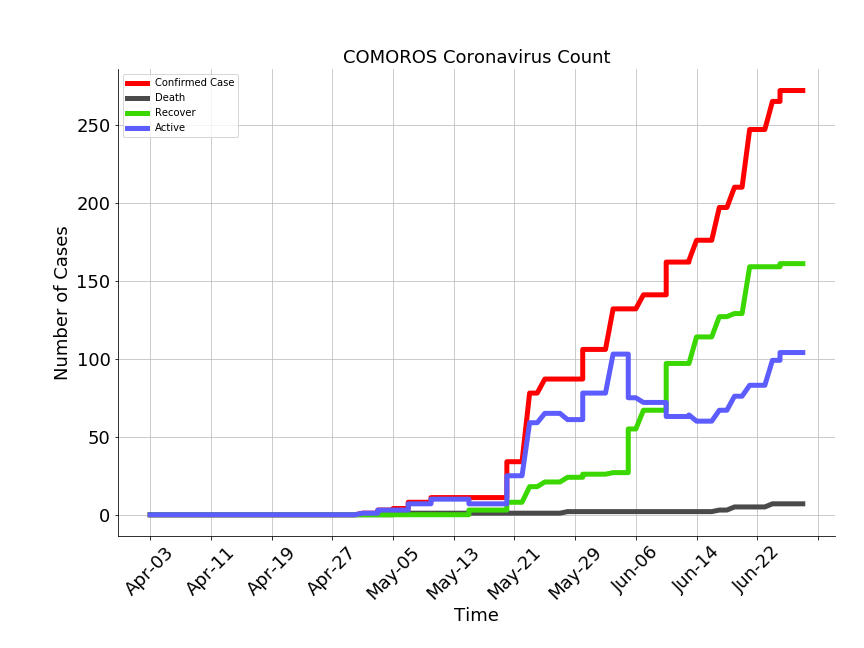 COMOROS Coronavirus Count
Confirmed Case
Death
Recover
Active
250
200
150
100
50
0
Number of Cases
Apr-03
Apr-11
Apr-19
Apr-27
May-05
May-13
May-21
May-29
Jun-06
Jun-14
Jun-22
Time